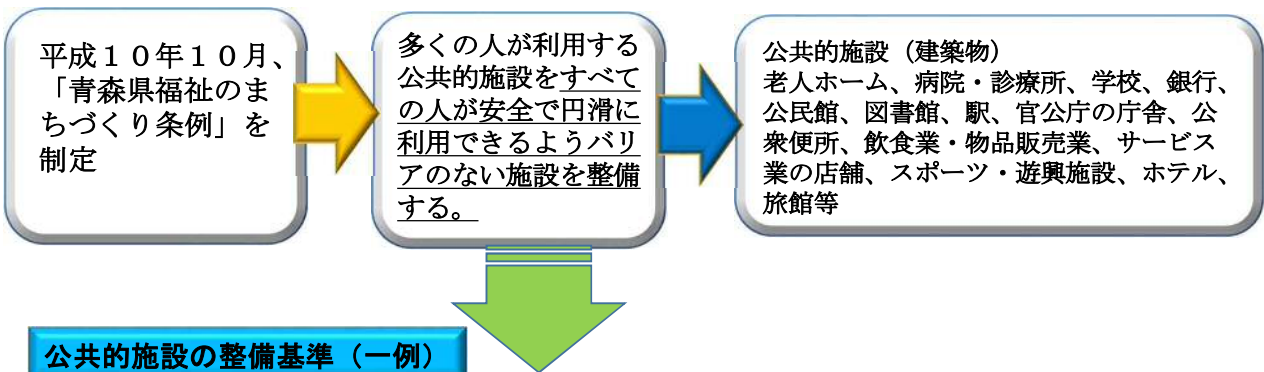 平成１０年１０月、
「青森県福祉のま
ちづくり条例」を
制定
多くの人が利用する
公共的施設をすべて
の人が安全で円滑に
利用できるようバリ
アのない施設を整備
する。
公共的施設（建築物）
老人ホーム、病院・診療所、学校、銀行、
公民館、図書館、駅、官公庁の庁舎、公
衆便所、飲食業・物品販売業、サービス
業の店舗、スポーツ・遊興施設、ホテル、
旅館等
公共的施設の整備基準（一例）